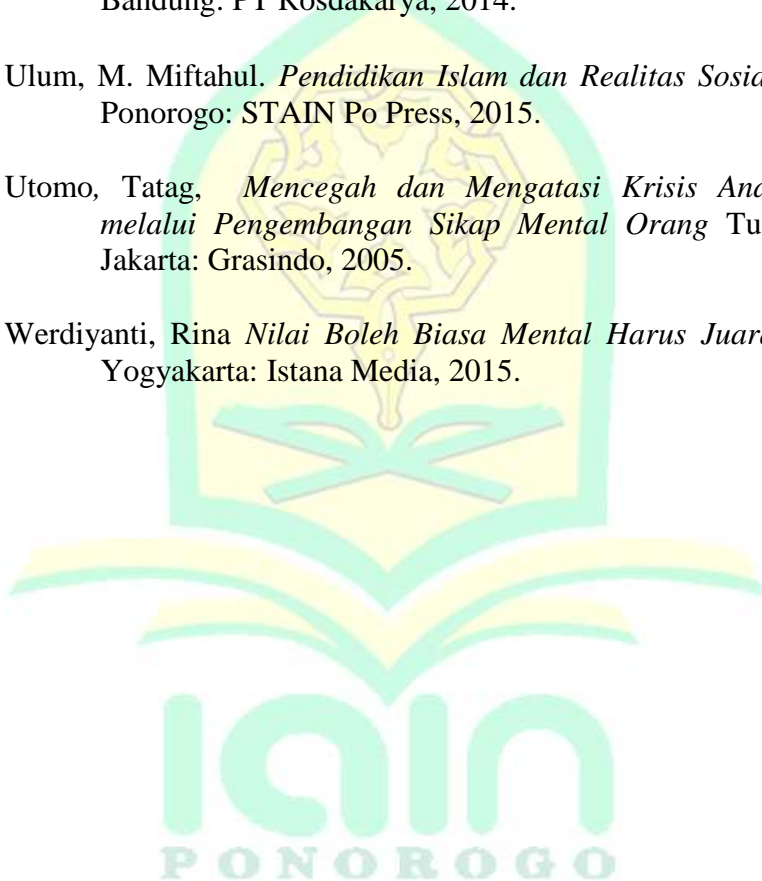 Bandung: PT Rosdakarya, 2014.
Ulum, M. Miftahul. Pendidikan Islam dan Realitas Sosia
Ponorogo: STAIN Po Press, 2015.
Utomo, Tatag, Mencegah dan Mengatasi Krisis Ana
melalui Pengembangan Sikap Mental Orang Tu
Jakarta: Grasindo, 2005.
Werdiyanti, Rina Nilai Boleh Biasa Mental Harus Juara
Yogyakarta: Istana Media, 2015.
iain
PONOROGO